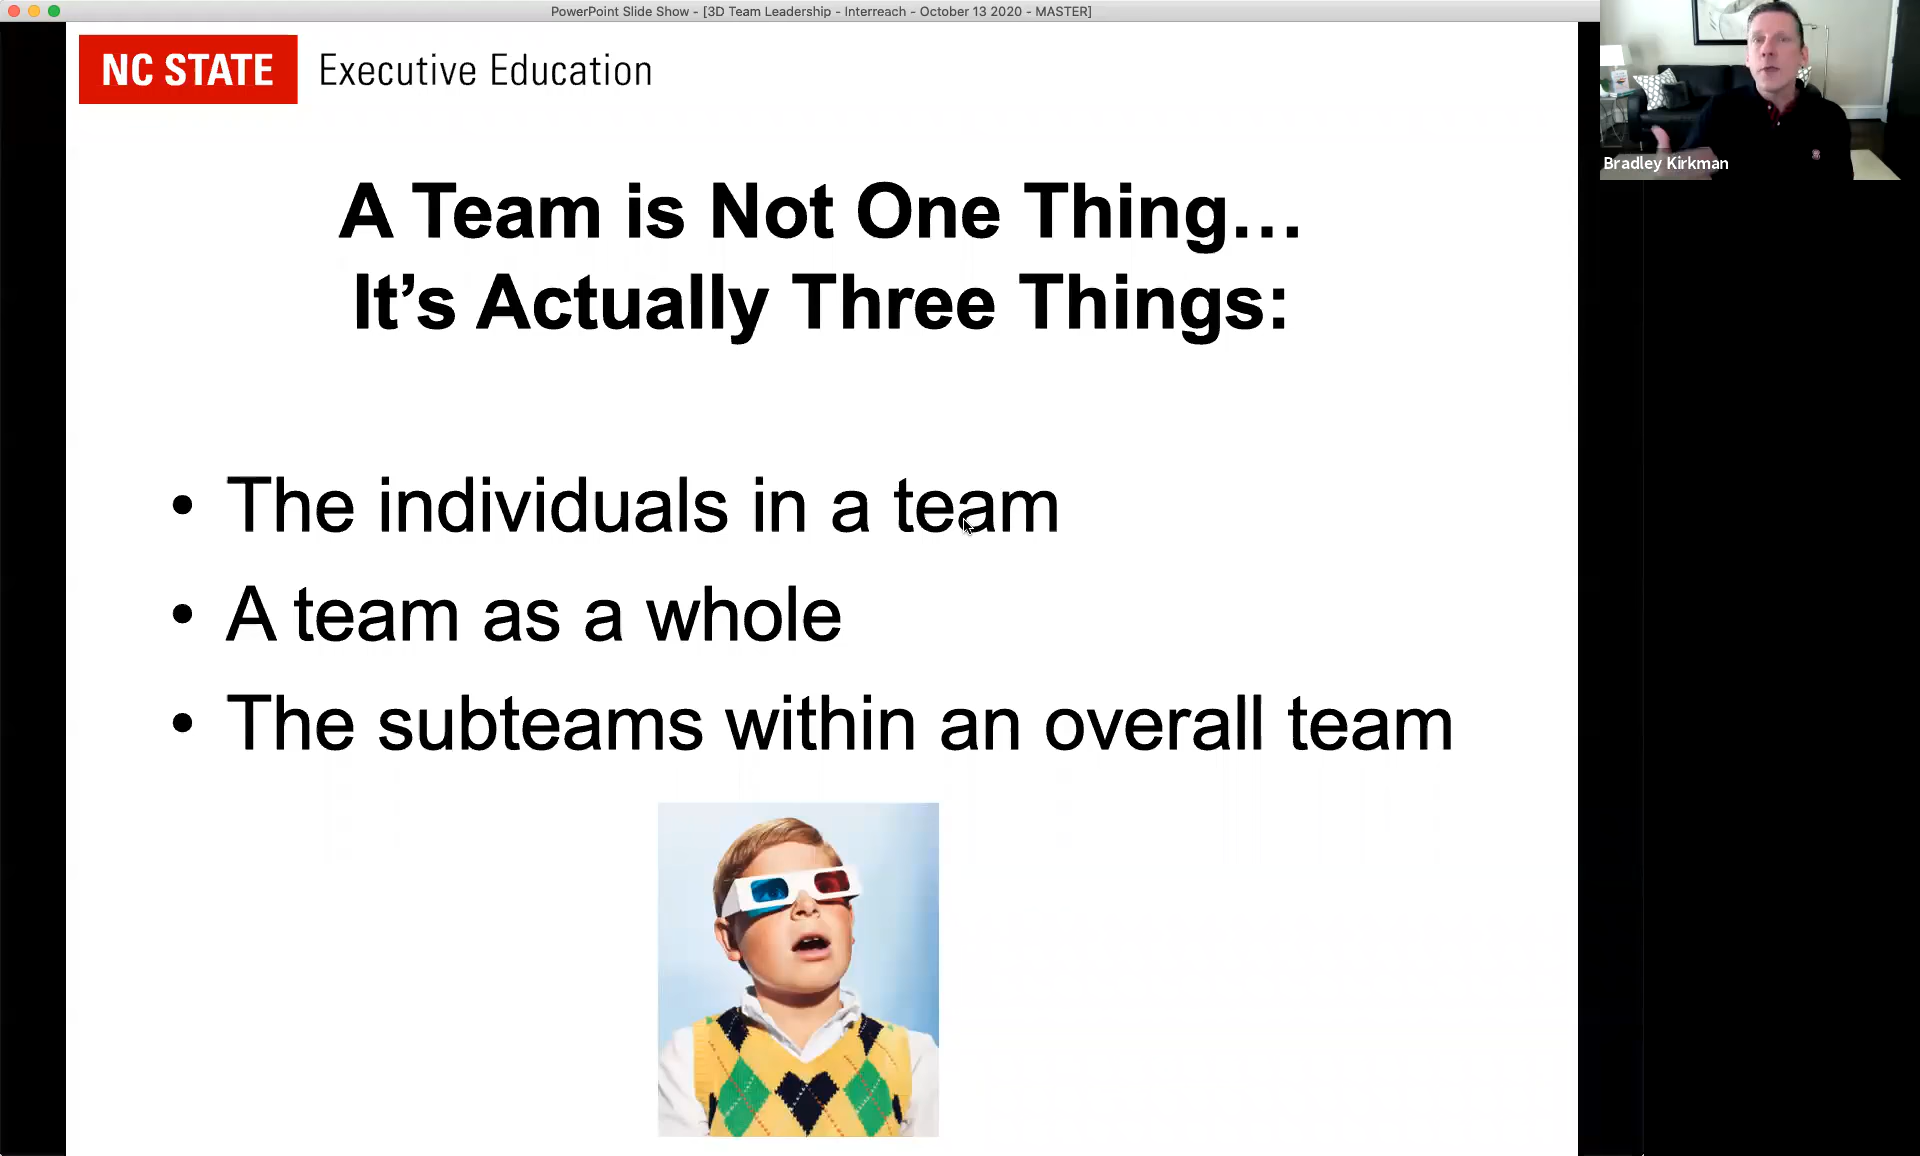 PowerPoint Slide Show - [3D Team Leadership - Interreach - October 13 2020 - MASTER]
NC STATE Executive Education
Bradley Kirkman
A Team is Not One Thing…
It’s Actually Three Things:
• The individuals in a team
• A team as a whole
• The subteams within an overall team